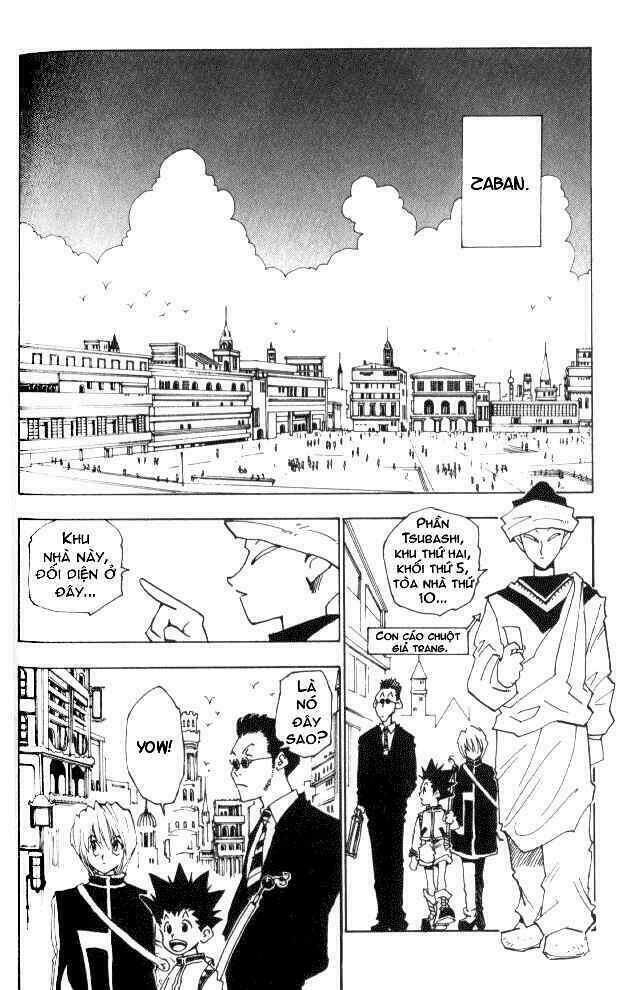 ZABAN.
PHẦN
TSUBASHI,
KHU THỨ HAI,
KHỐI THỨ 5,
TÒA NHÀ THỨ
10...
CON CÁO CHUỘT
GIẢ TRANG.
KHU
NHÀ NÀY,
ĐỐI DIỆN Ở
ĐÂY...
LÀ
NÓ
ĐÂY
SAO?
YOW!